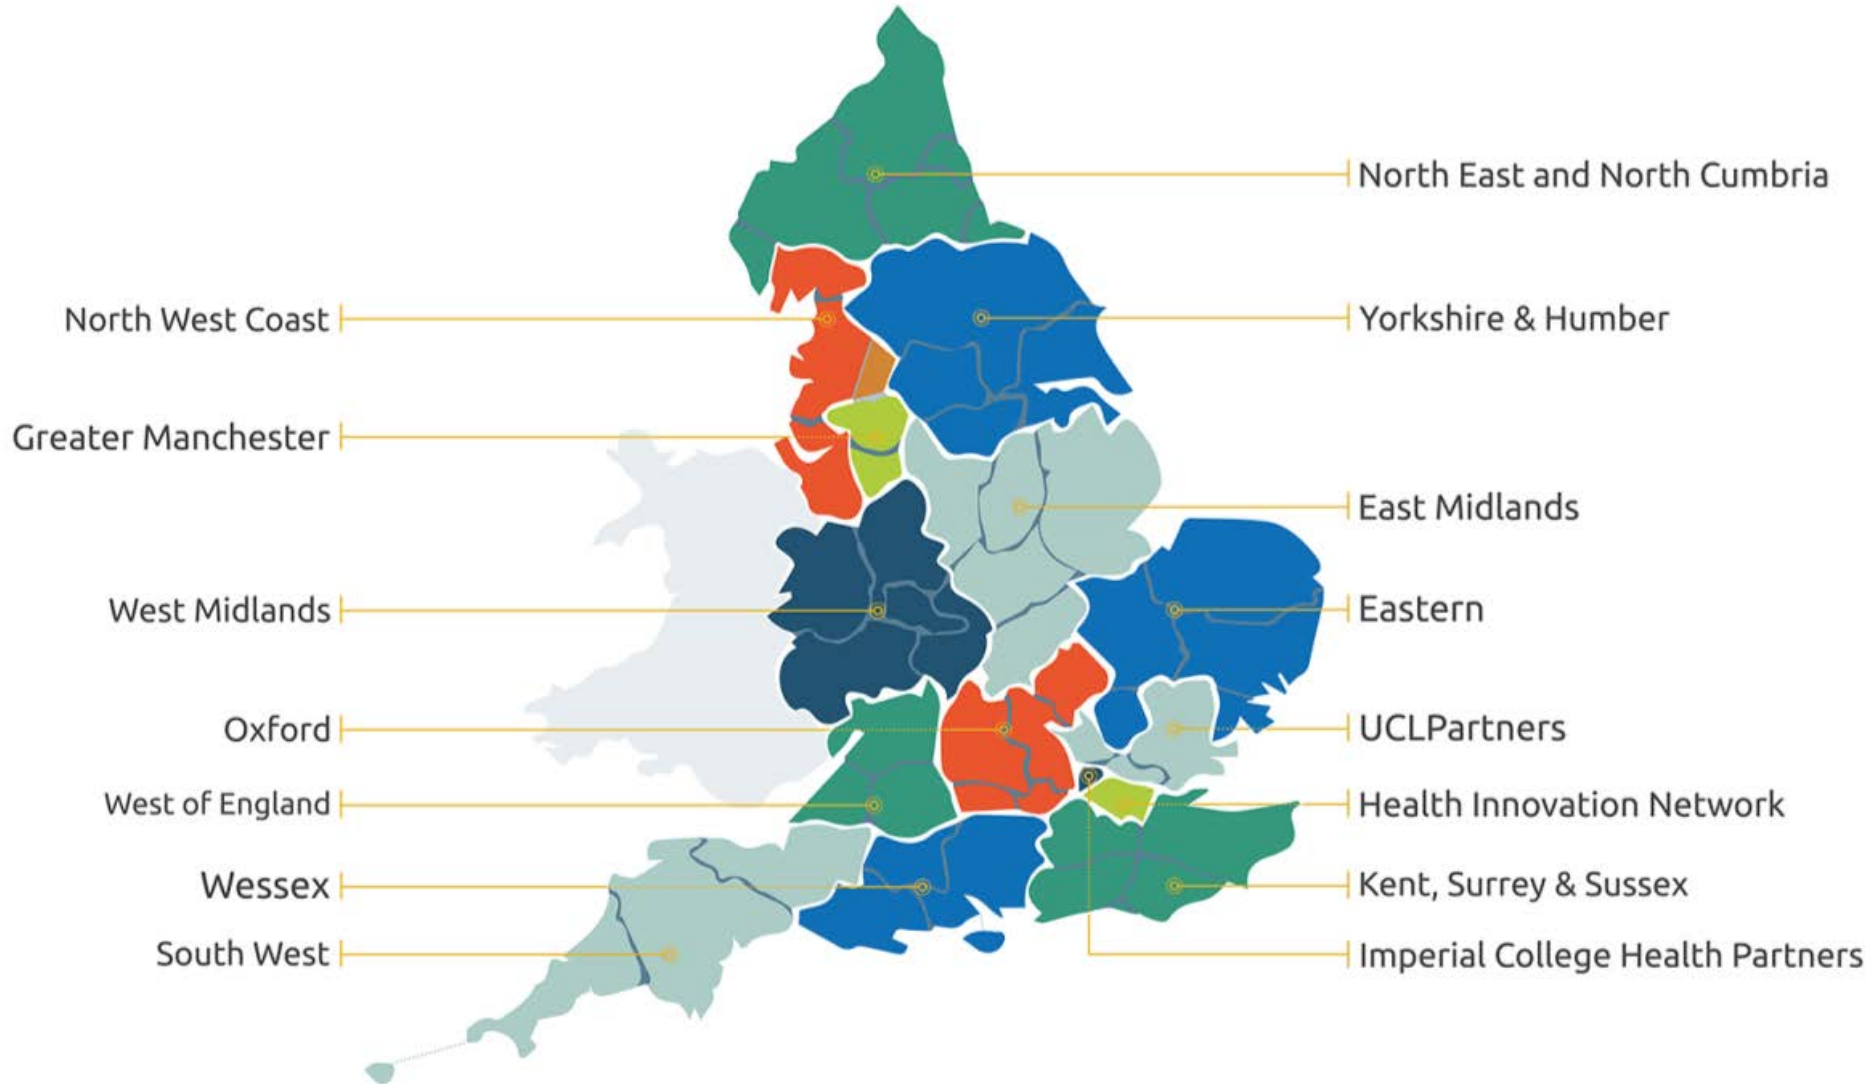 North East and North Cumbria
North West Coast
Yorkshire & Humber
Greater Manchester
East Midlands
West Midlands
Eastern
Oxford
UCLPartners
West of England
Health Innovation Network
Wessex
Kent, Surrey & Sussex
South West
Imperial College Health Partners